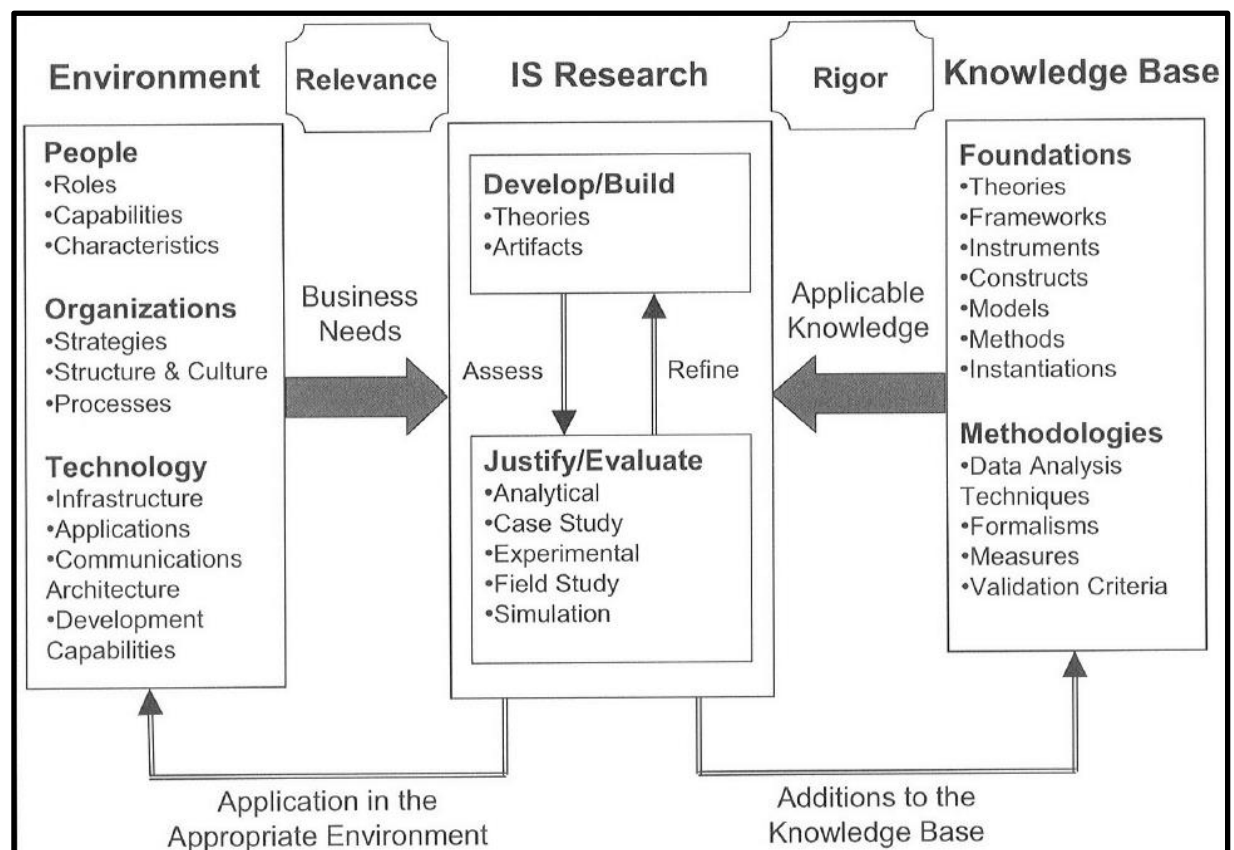 Environment
Relevance
IS Research
Rigor
Knowledge Base
People
•Roles
•Capabilities
•Characteristics
Organizations
•Strategies
•Structure & Culture
•Processes
Technology
•Infrastructure
•Applications
•Communications
Architecture
•Development
Capabilities
Business
Needs
Develop/Build
•Theories
•Artifacts
Assess
Refine
Justify/Evaluate
•Analytical
•Case Study
•Experimental
•Field Study
•Simulation
Applicable
Knowledge
Foundations
•Theories
•Frameworks
•Instruments
•Constructs
•Models
•Methods
•Instantiations
Methodologies
•Data Analysis
Techniques
•Formalisms
•Measures
•Validation Criteria
Application in the
Appropriate Environment
Additions to the
Knowledge Base